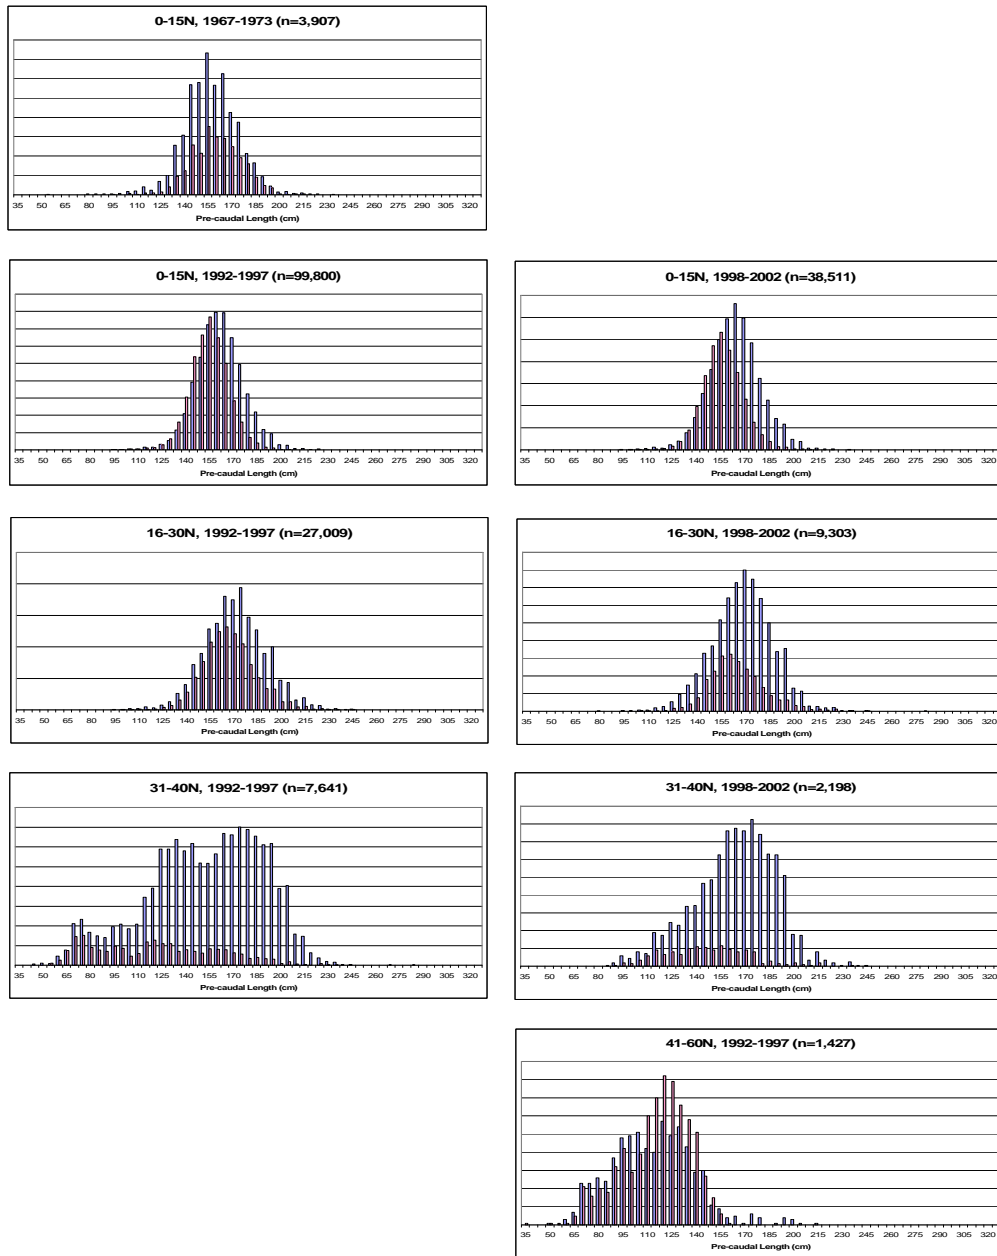 0-15N, 1967-1973 (n=3,907)
35 50 65 80 95 110 125 140 155 170 185 200 215 230 245 260 275 290 305 320
Pre-caudal Length (cm)
0-15N, 1992-1997 (n=99,800)
35 50 65 80 95 110 125 140 155 170 185 200 215 230 245 260 275 290 305 320
Pre-caudal Length (cm)
0-15N, 1998-2002 (n=38,511)
35 50 65 80 95 110 125 140 155 170 185 200 215 230 245 260 275 290 305 320
Pre-caudal Length (cm)
16-30N, 1992-1997 (n=27,009)
35 50 65 80 95 110 125 140 155 170 185 200 215 230 245 260 275 290 305 320
Pre-caudal Length (cm)
16-30N, 1998-2002 (n=9,303)
35 50 65 80 95 110 125 140 155 170 185 200 215 230 245 260 275 290 305 320
Pre-caudal Length (cm)
31-40N, 1992-1997 (n=7,641)
35 50 65 80 95 110 125 140 155 170 185 200 215 230 245 260 275 290 305 320
Pre-caudal Length (cm)
31-40N, 1998-2002 (n=2,198)
35 50 65 80 95 110 125 140 155 170 185 200 215 230 245 260 275 290 305 320
Pre-caudal Length (cm)
41-60N, 1992-1997 (n=1,427)
35 50 65 80 95 110 125 140 155 170 185 200 215 230 245 260 275 290 305 320
Pre-caudal Length (cm)